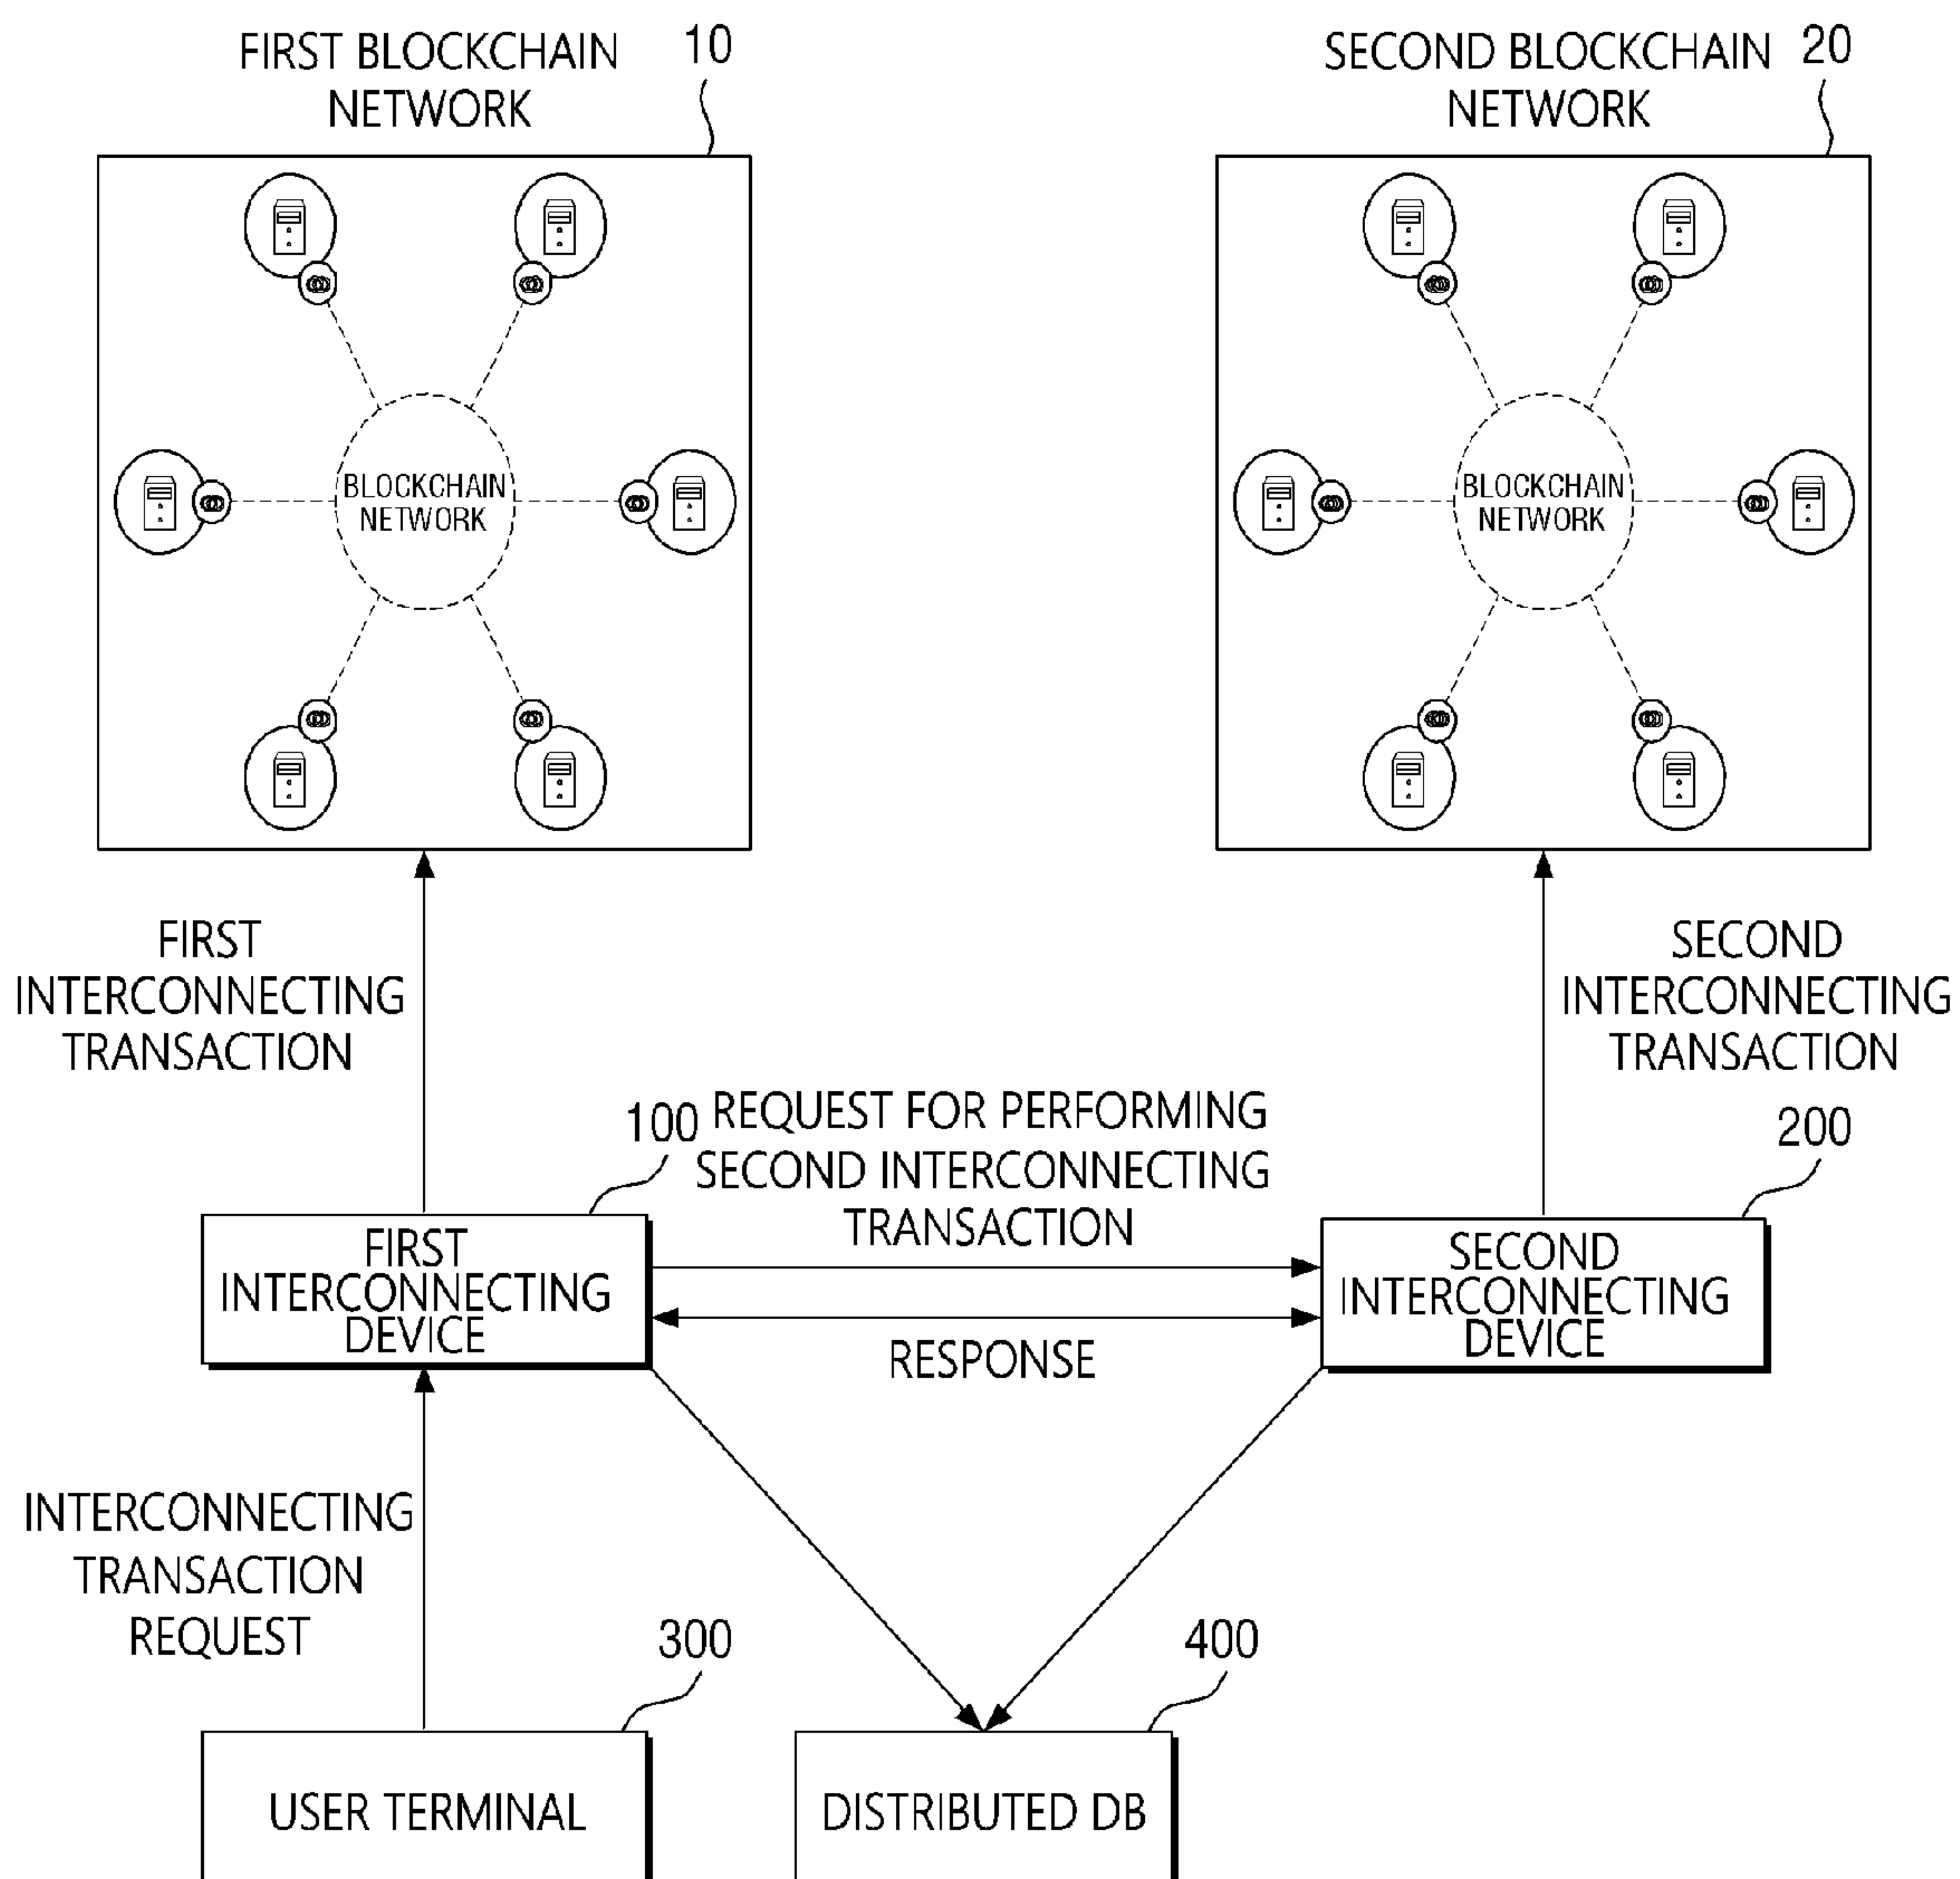 FIRST BLOCKCHAIN
NETWORK
10
SECOND BLOCKCHAIN
NETWORK
20
BLOCKCHAIN
NETWORK
BLOCKCHAIN
NETWORK
FIRST
INTERCONNECTING
TRANSACTION
SECOND
INTERCONNECTING
TRANSACTION
100
REQUEST FOR PERFORMING
SECOND INTERCONNECTING
TRANSACTION
200
FIRST
INTERCONNECTING
DEVICE
SECOND
INTERCONNECTING
DEVICE
RESPONSE
INTERCONNECTING
TRANSACTION
REQUEST
300
400
USER TERMINAL
DISTRIBUTED DB